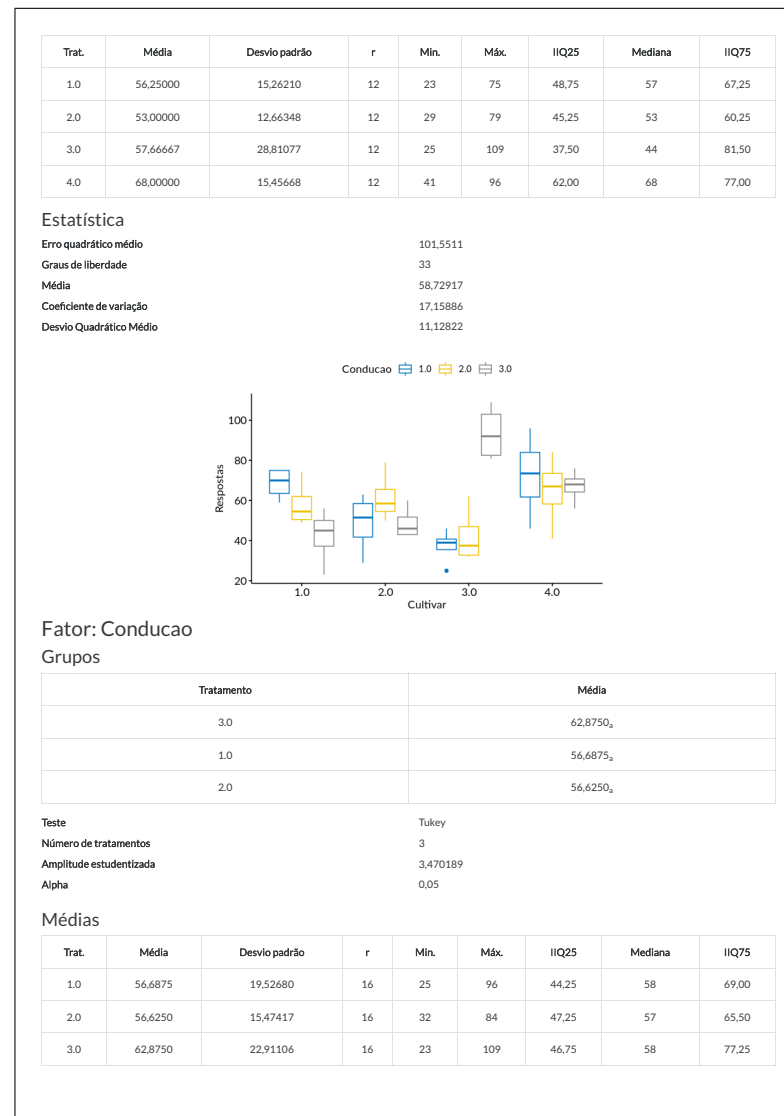 Trat. Média Desvio padrão r Min. Máx. IIQ25 Mediana IIQ75
1.0 56,25000 15,26210 12 23 75 48,75 57 67,25
2.0 53,00000 12,66348 12 29 79 45,25 53 60,25
3.0 57,66667 28,81077 12 25 109 37,50 44 81,50
4.0 68,00000 15,45668 12 41 96 62,00 68 77,00
Estatística
Erro quadrático médio 101,5511
Graus de liberdade 33
Média 58,72917
Coeficiente de variação 17,15886
Desvio Quadrático Médio 11,12822
Conducao 1.0 2.0 3.0
Respostas
100
80
60
40
20
1.0 2.0 3.0 4.0
Cultivar
Fator: Conducao
Grupos
Tratamento Média
3.0 62,8750a
1.0 56,6875a
2.0 56,6250a
Teste Tukey
Número de tratamentos 3
Amplitude estudentizada 3,470189
Alpha 0,05
Médias
Trat. Média Desvio padrão r Min. Máx. IIQ25 Mediana IIQ75
1.0 56,6875 19,52680 16 25 96 44,25 58 69,00
2.0 56,6250 15,47417 16 32 84 47,25 57 65,50
3.0 62,8750 22,91106 16 23 109 46,75 58 77,25